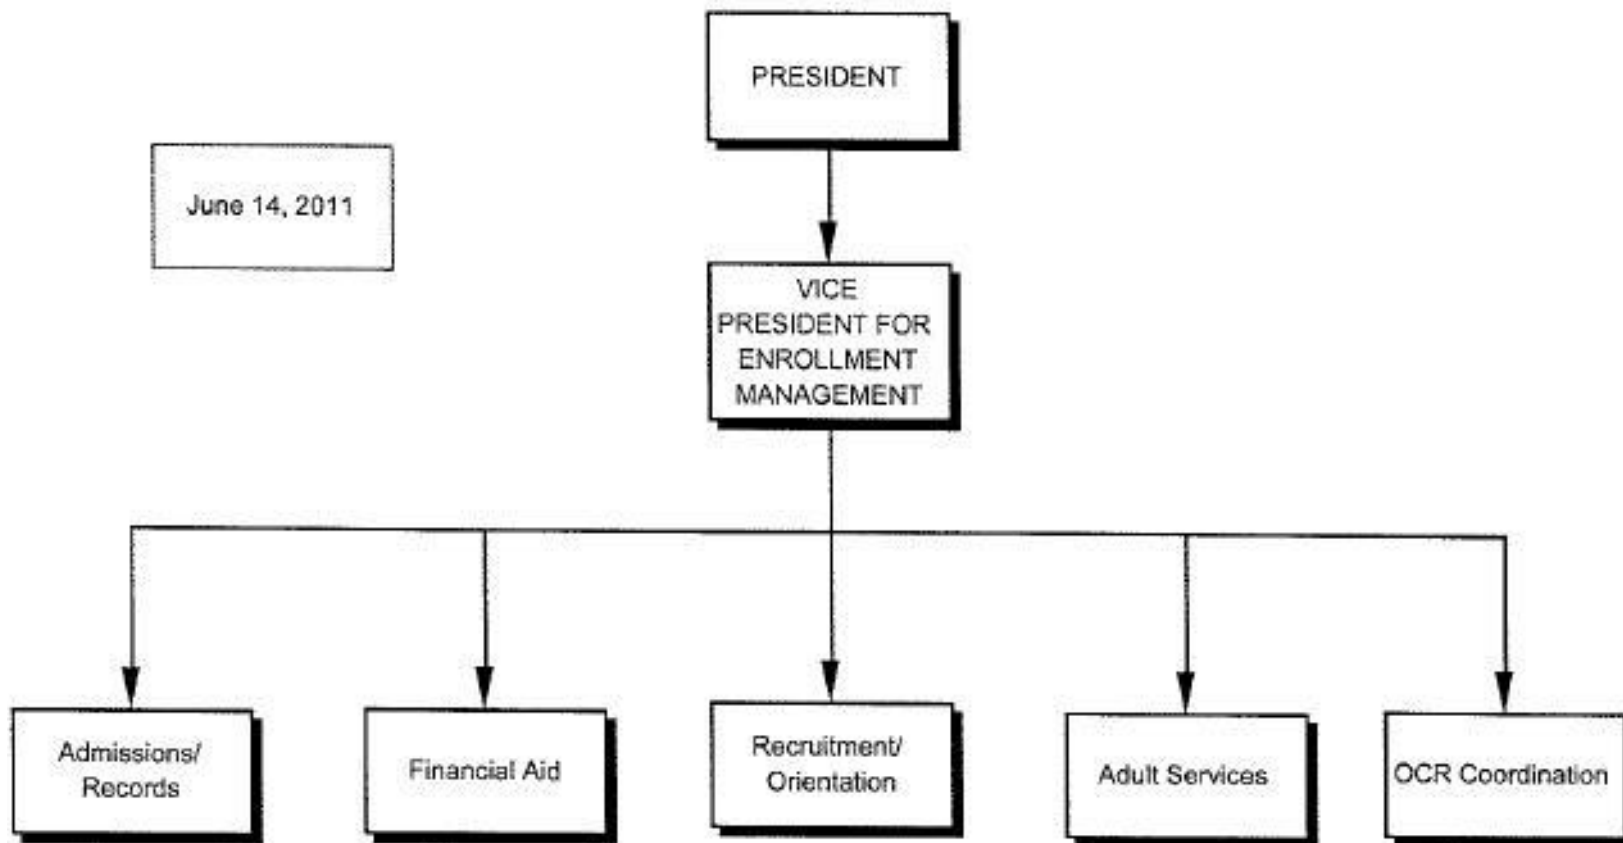 PRESIDENT
June 14, 2011
VICE
PRESIDENT FOR
ENROLLMENT
MANAGEMENT
Admissions/
Records
Financial Aid
Recruitment/
Orientation
Adult Services
OCR Coordination